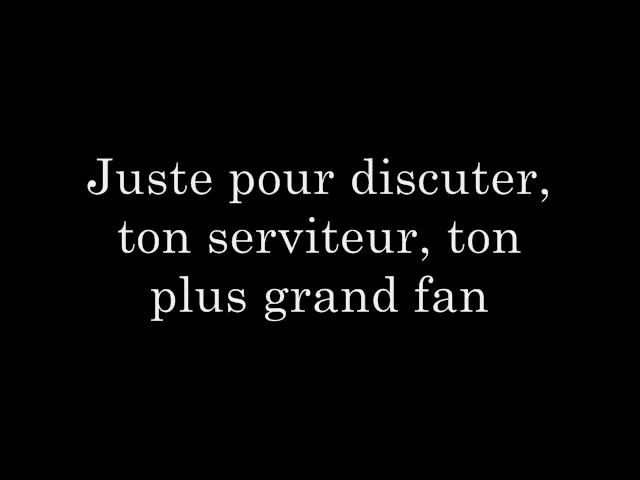 Juste pour discuter,
ton serviteur, ton
plus grand fan